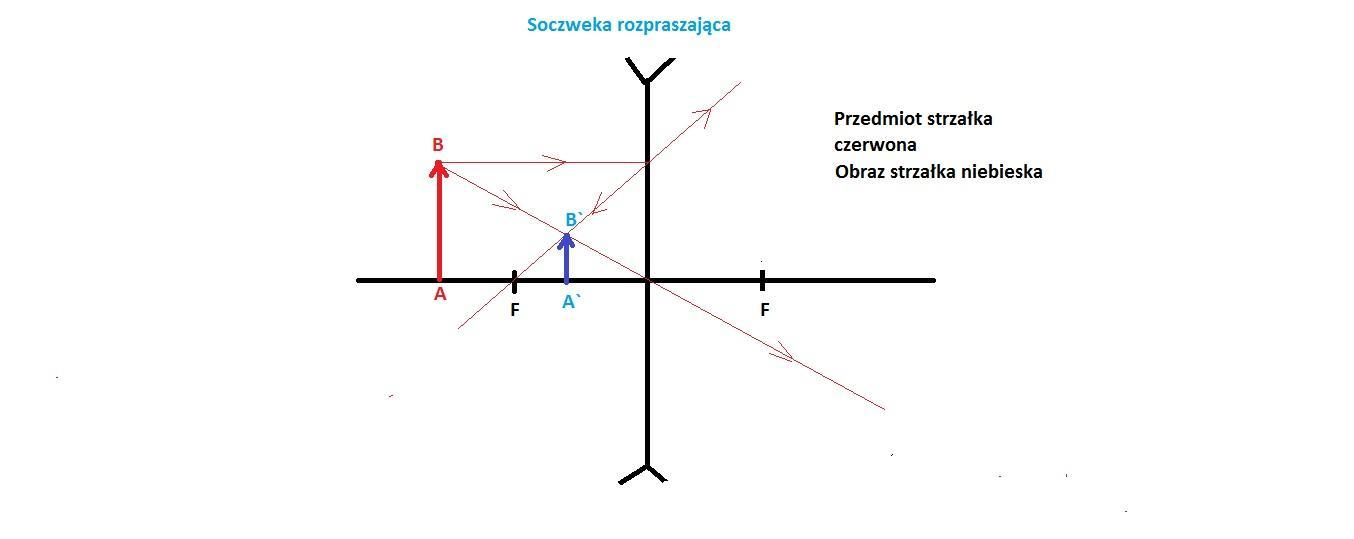 Soczweka rozpraszająca
Przedmiot strzałka
czerwona
Obraz strzałka niebieska
B
B`
A
F
A`
F